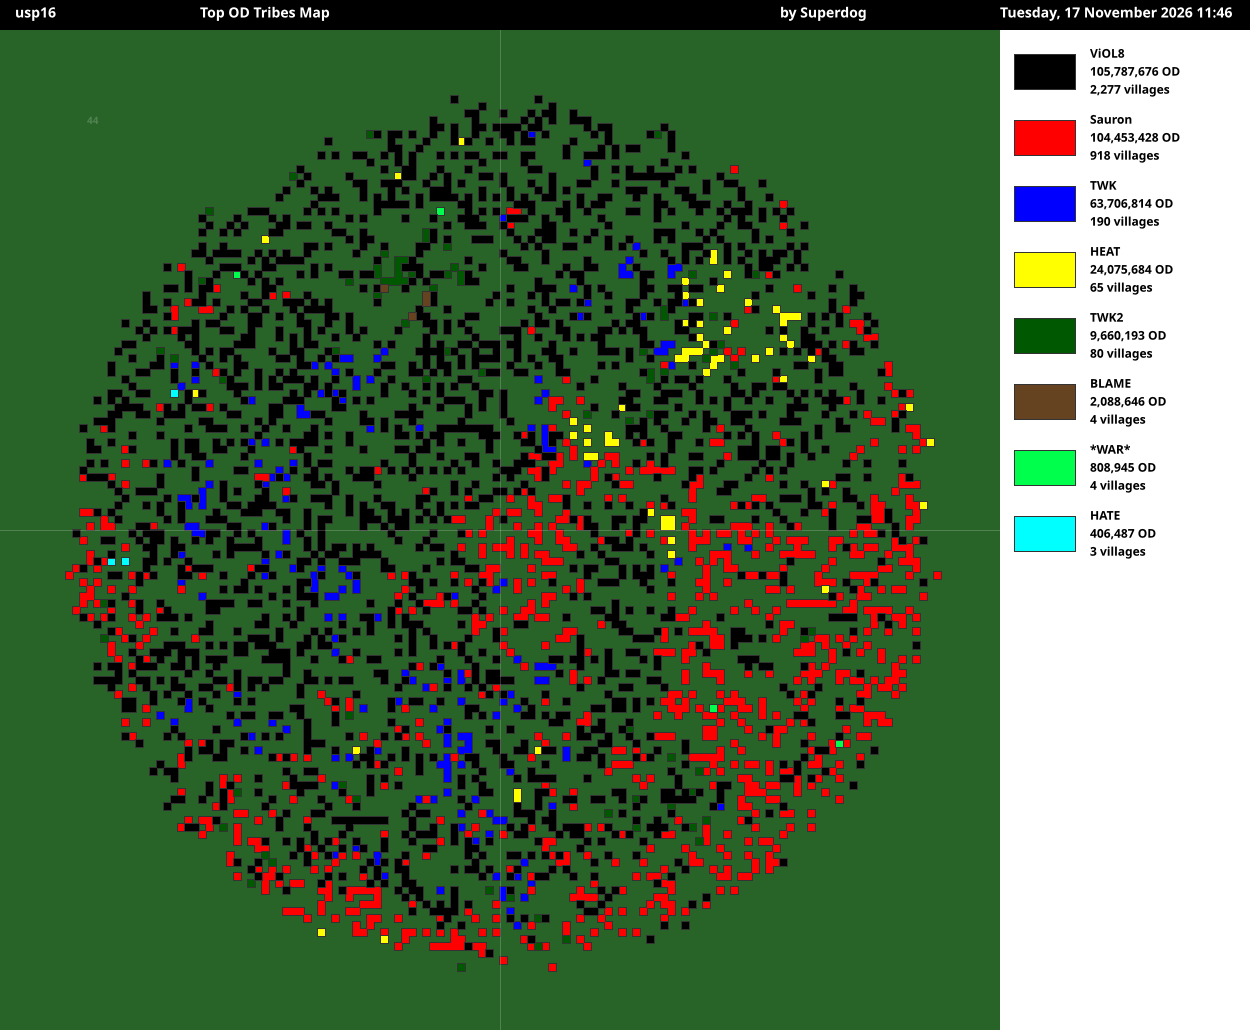 usp16 Top OD Tribes Map by Superdog Tuesday, 17 November 2026 11:46
44
ViOL8
105,787,676 OD
2,277 villages
Sauron
104,453,428 OD
918 villages
TWK
63,706,814 OD
190 villages
HEAT
24,075,684 OD
65 villages
TWK2
9,660,193 OD
80 villages
BLAME
2,088,646 OD
4 villages
*WAR*
808,945 OD
4 villages
HATE
406,487 OD
3 villages